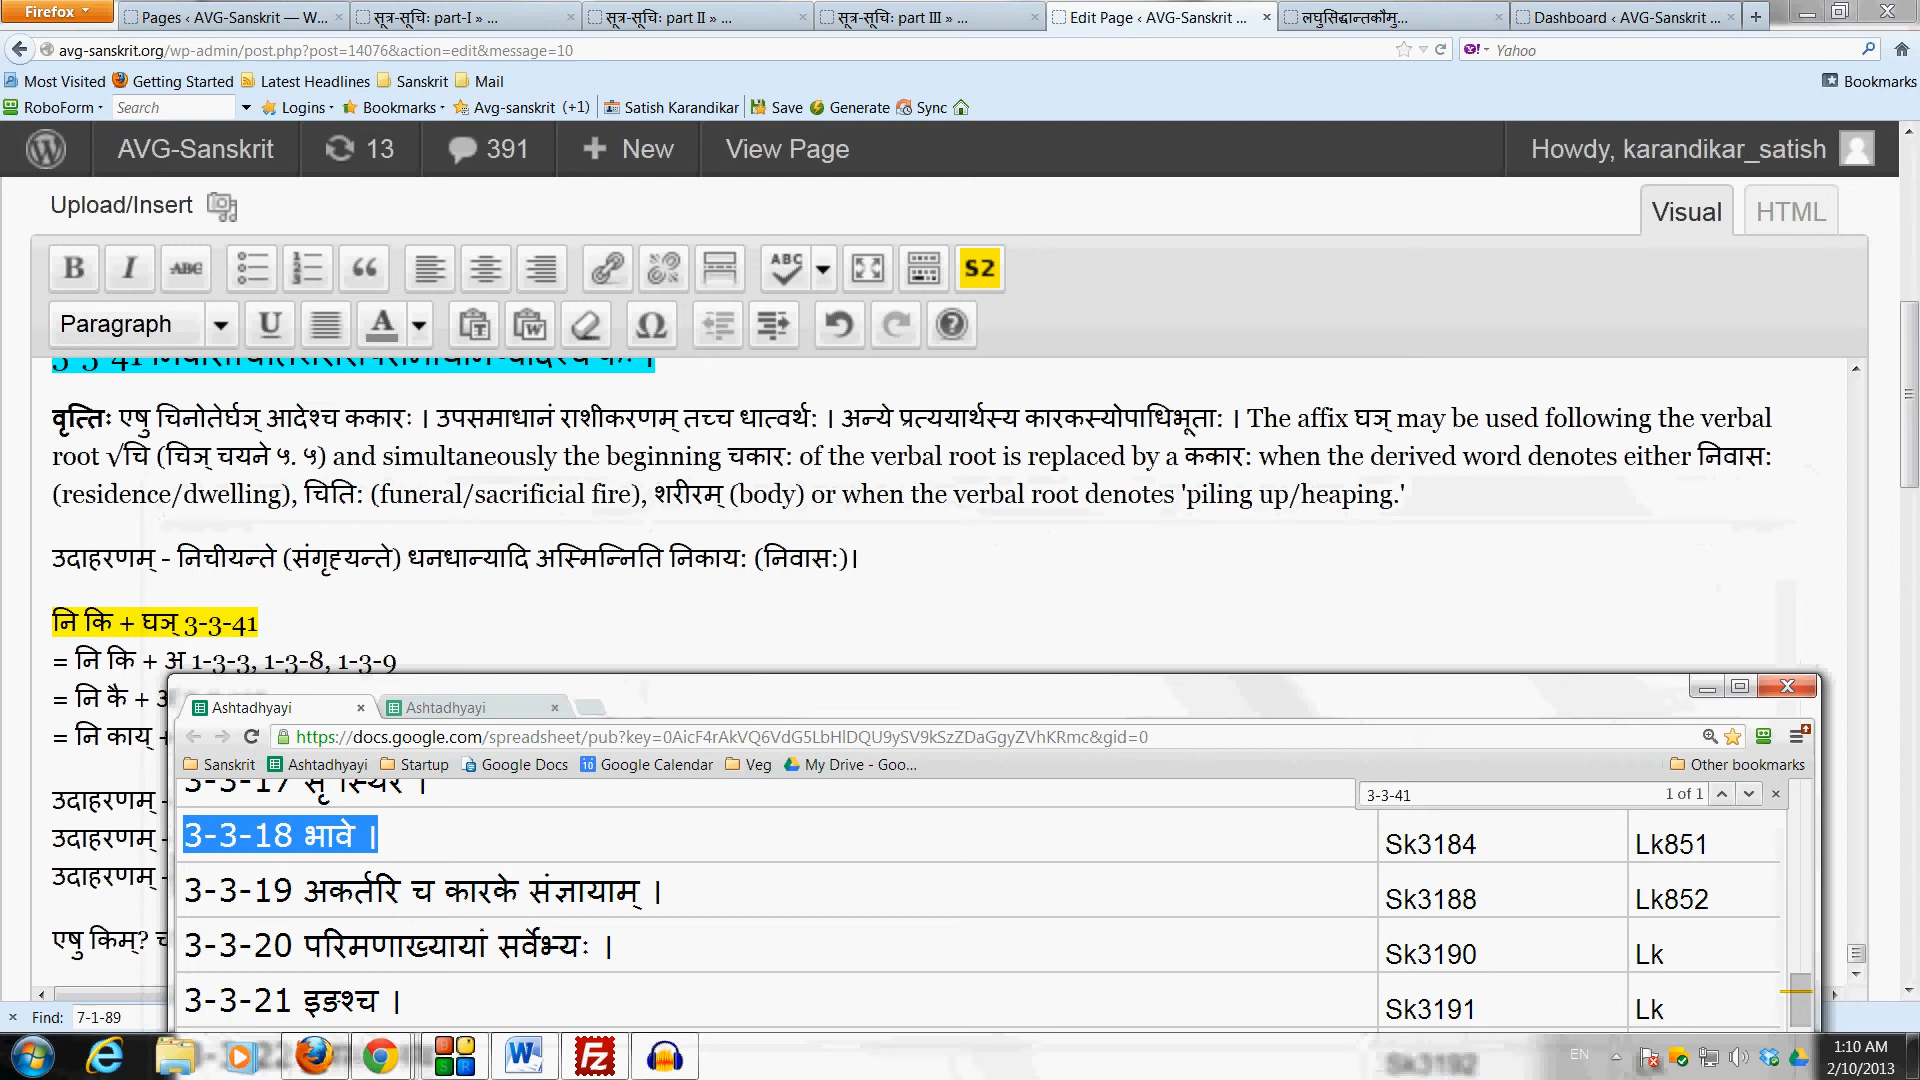 Firefox
Pages ‹ AVG-Sanskrit — W...
सूत्र-सूचिः part-I » ...
सूत्र-सूचिः part II » ...
सूत्र-सूचिः part III » ...
Edit Page ‹ AVG-Sanskrit ...
लघुसिद्धान्तकौमु...
Dashboard ‹ AVG-Sanskrit ...
avg-sanskrit.org/wp-admin/post.php?post=14076&action=edit&message=10
Yahoo
Most Visited Getting Started Latest Headlines Sanskrit Mail
Bookmarks
RoboForm Search Logins Bookmarks Avg-sanskrit (+1) Satish Karandikar Save Generate Sync
AVG-Sanskrit 13 391 New View Page
Howdy, karandikar_satish
Upload/Insert
Visual HTML
B I ABC ABC S2
Paragraph U A Ω
वृत्तिः एषु चिनोतेर्घञ् आदेश्च ककारः । उपसमाधानं राशीकरणम् तच्च धात्वर्थ: । अन्ये प्रत्ययार्थस्य कारकस्योपाधिभूता: । The affix घञ् may be used following the verbal
root √चि (चिञ् चयने ५. ५) and simultaneously the beginning चकार: of the verbal root is replaced by a ककार: when the derived word denotes either निवास:
(residence/dwelling), चिति: (funeral/sacrificial fire), शरीरम् (body) or when the verbal root denotes 'piling up/heaping.'
उदाहरणम् - निचीयन्ते (संगृह्यन्ते) धनधान्यादि अस्मिन्निति निकाय: (निवास:)।
नि कि + घञ् 3-3-41
= नि कि + अ 1-3-3, 1-3-8, 1-3-9
= नि कै + अ
= नि काय् +
उदाहरणम् -
उदाहरणम् -
उदाहरणम् -
एषु किम्? च
Ashtadhyayi
Ashtadhyayi
https://docs.google.com/spreadsheet/pub?key=0AicF4rAkVQ6VdG5LbHlDQU9ySV9kSzZDaGgyZVhKRmc&gid=0
Sanskrit Ashtadhyayi Startup Google Docs Google Calendar Veg My Drive - Goo...
Other bookmarks
3-3-17 सृ स्थिरे ।
3-3-41 1 of 1
3-3-18 भावे । Sk3184 Lk851
3-3-19 अकर्तरि च कारके संज्ञायाम् । Sk3188 Lk852
3-3-20 परिमणाख्यायां सर्वेभ्यः । Sk3190 Lk
3-3-21 इङश्च । Sk3191 Lk
Sk3192
Find: 7-1-89
EN
1:10 AM
2/10/2013